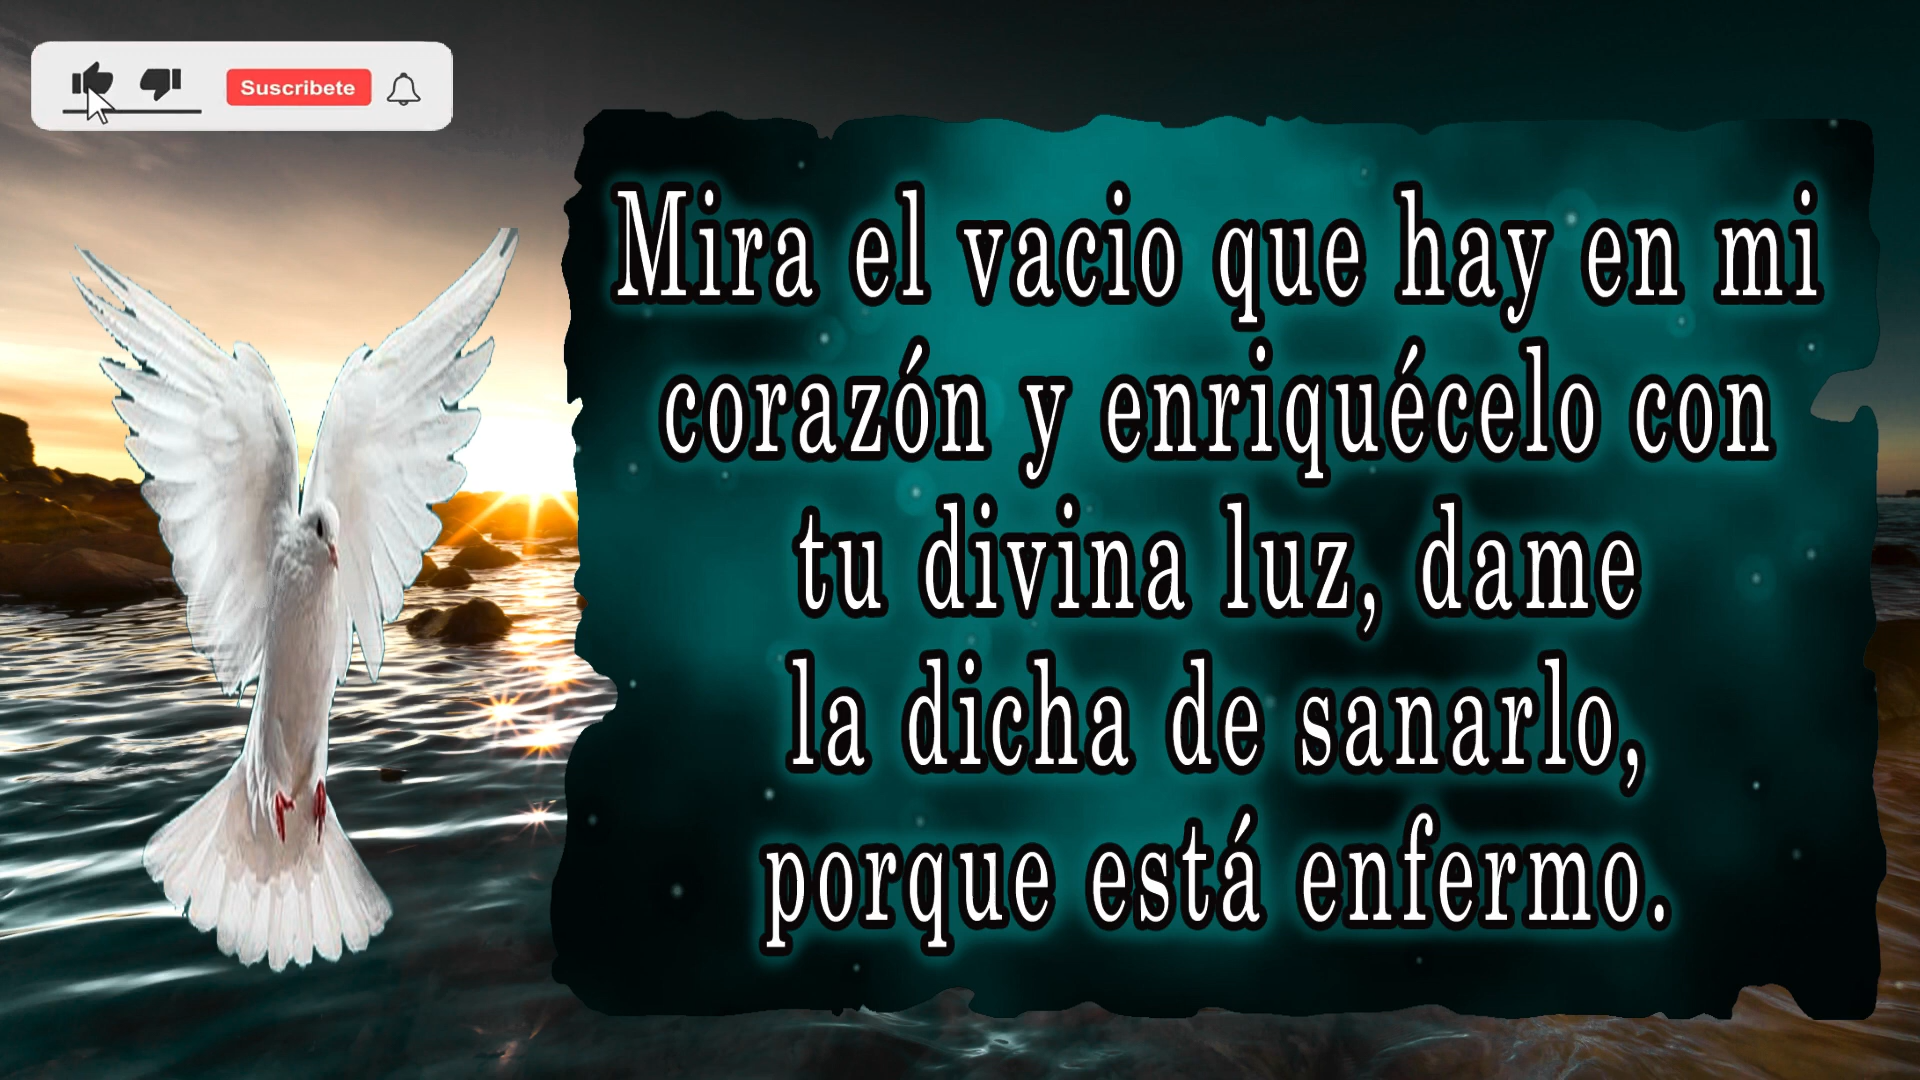 Suscribete
Mira el vacio que hay en mi
corazón y enriquécelo con
tu divina luz, dame
la dicha de sanarlo,
porque está enfermo.